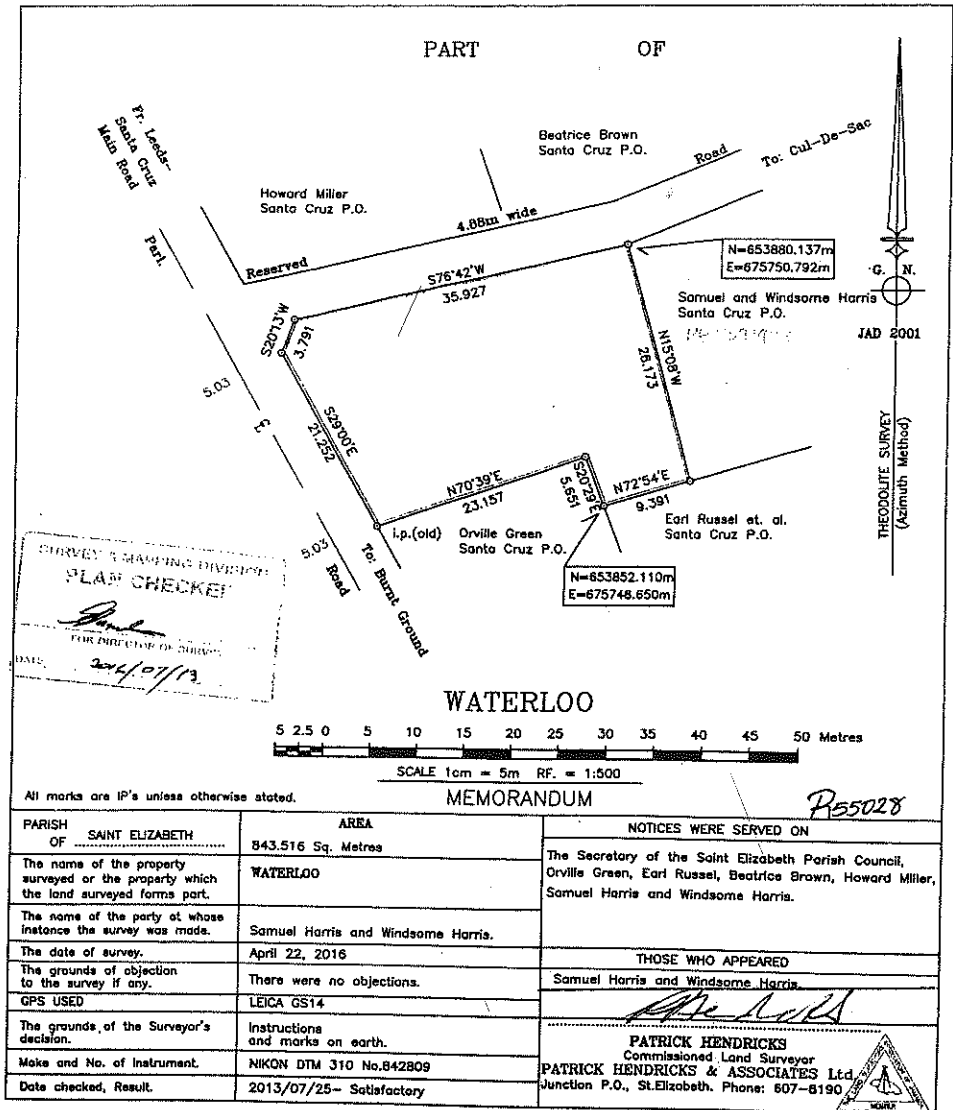 PART OF
Fr. Leeds-
Santa Cruz
Main Road
Beatrice Brown
Santa Cruz P.O.
Road
To: Cul-De-Sac
Howard Miller
Santa Cruz P.O.
4.88m wide
Reserved
Parl.
S76°42'W
35.927
N=653880.137m
E=675750.792m
G. N.
Samuel and Windsome Harris
Santa Cruz P.O.
JAD 2001
S20°13'W
3.791
N15°08'W
26.173
5.03
S29°00'E
21.252
THEODOLITE SURVEY
(Azimuth Method)
N70°39'E
23.157
S20°29'E
5.651
N72°54'E
9.391
i.p.(old)
Orville Green
Santa Cruz P.O.
Earl Russel et. al.
Santa Cruz P.O.
5.03
Road
To: Burnt Ground
N=653852.110m
E=675748.650m
SURVEY & MAPPING DIVISION
PLAN CHECKED
FOR DIRECTOR OF SURVEYS
DATE
2016/07/13
WATERLOO
5 2.5 0 5 10 15 20 25 30 35 40 45 50 Metres
SCALE 1cm = 5m RF. = 1:500
All marks are IP's unless otherwise stated.
MEMORANDUM
R55028
PARISH
OF SAINT ELIZABETH
AREA
843.516 Sq. Metres
NOTICES WERE SERVED ON
The Secretary of the Saint Elizabeth Parish Council,
Orville Green, Earl Russel, Beatrice Brown, Howard Miller,
Samuel Harris and Windsome Harris.
The name of the property
surveyed or the property which
the land surveyed forms part.
WATERLOO
The name of the party at whose
instance the survey was made.
Samuel Harris and Windsome Harris.
The date of survey.
April 22, 2016
THOSE WHO APPEARED
The grounds of objection
to the survey if any.
There were no objections.
Samuel Harris and Windsome Harris.
GPS USED
LEICA GS14
The grounds of the Surveyor's
decision.
Instructions
and marks on earth.
PATRICK HENDRICKS
Commissioned Land Surveyor
PATRICK HENDRICKS & ASSOCIATES Ltd.
Junction P.O., St.Elizabeth. Phone: 607-8190
Make and No. of Instrument.
NIKON DTM 310 No.842809
Date checked, Result.
2013/07/25- Satisfactory